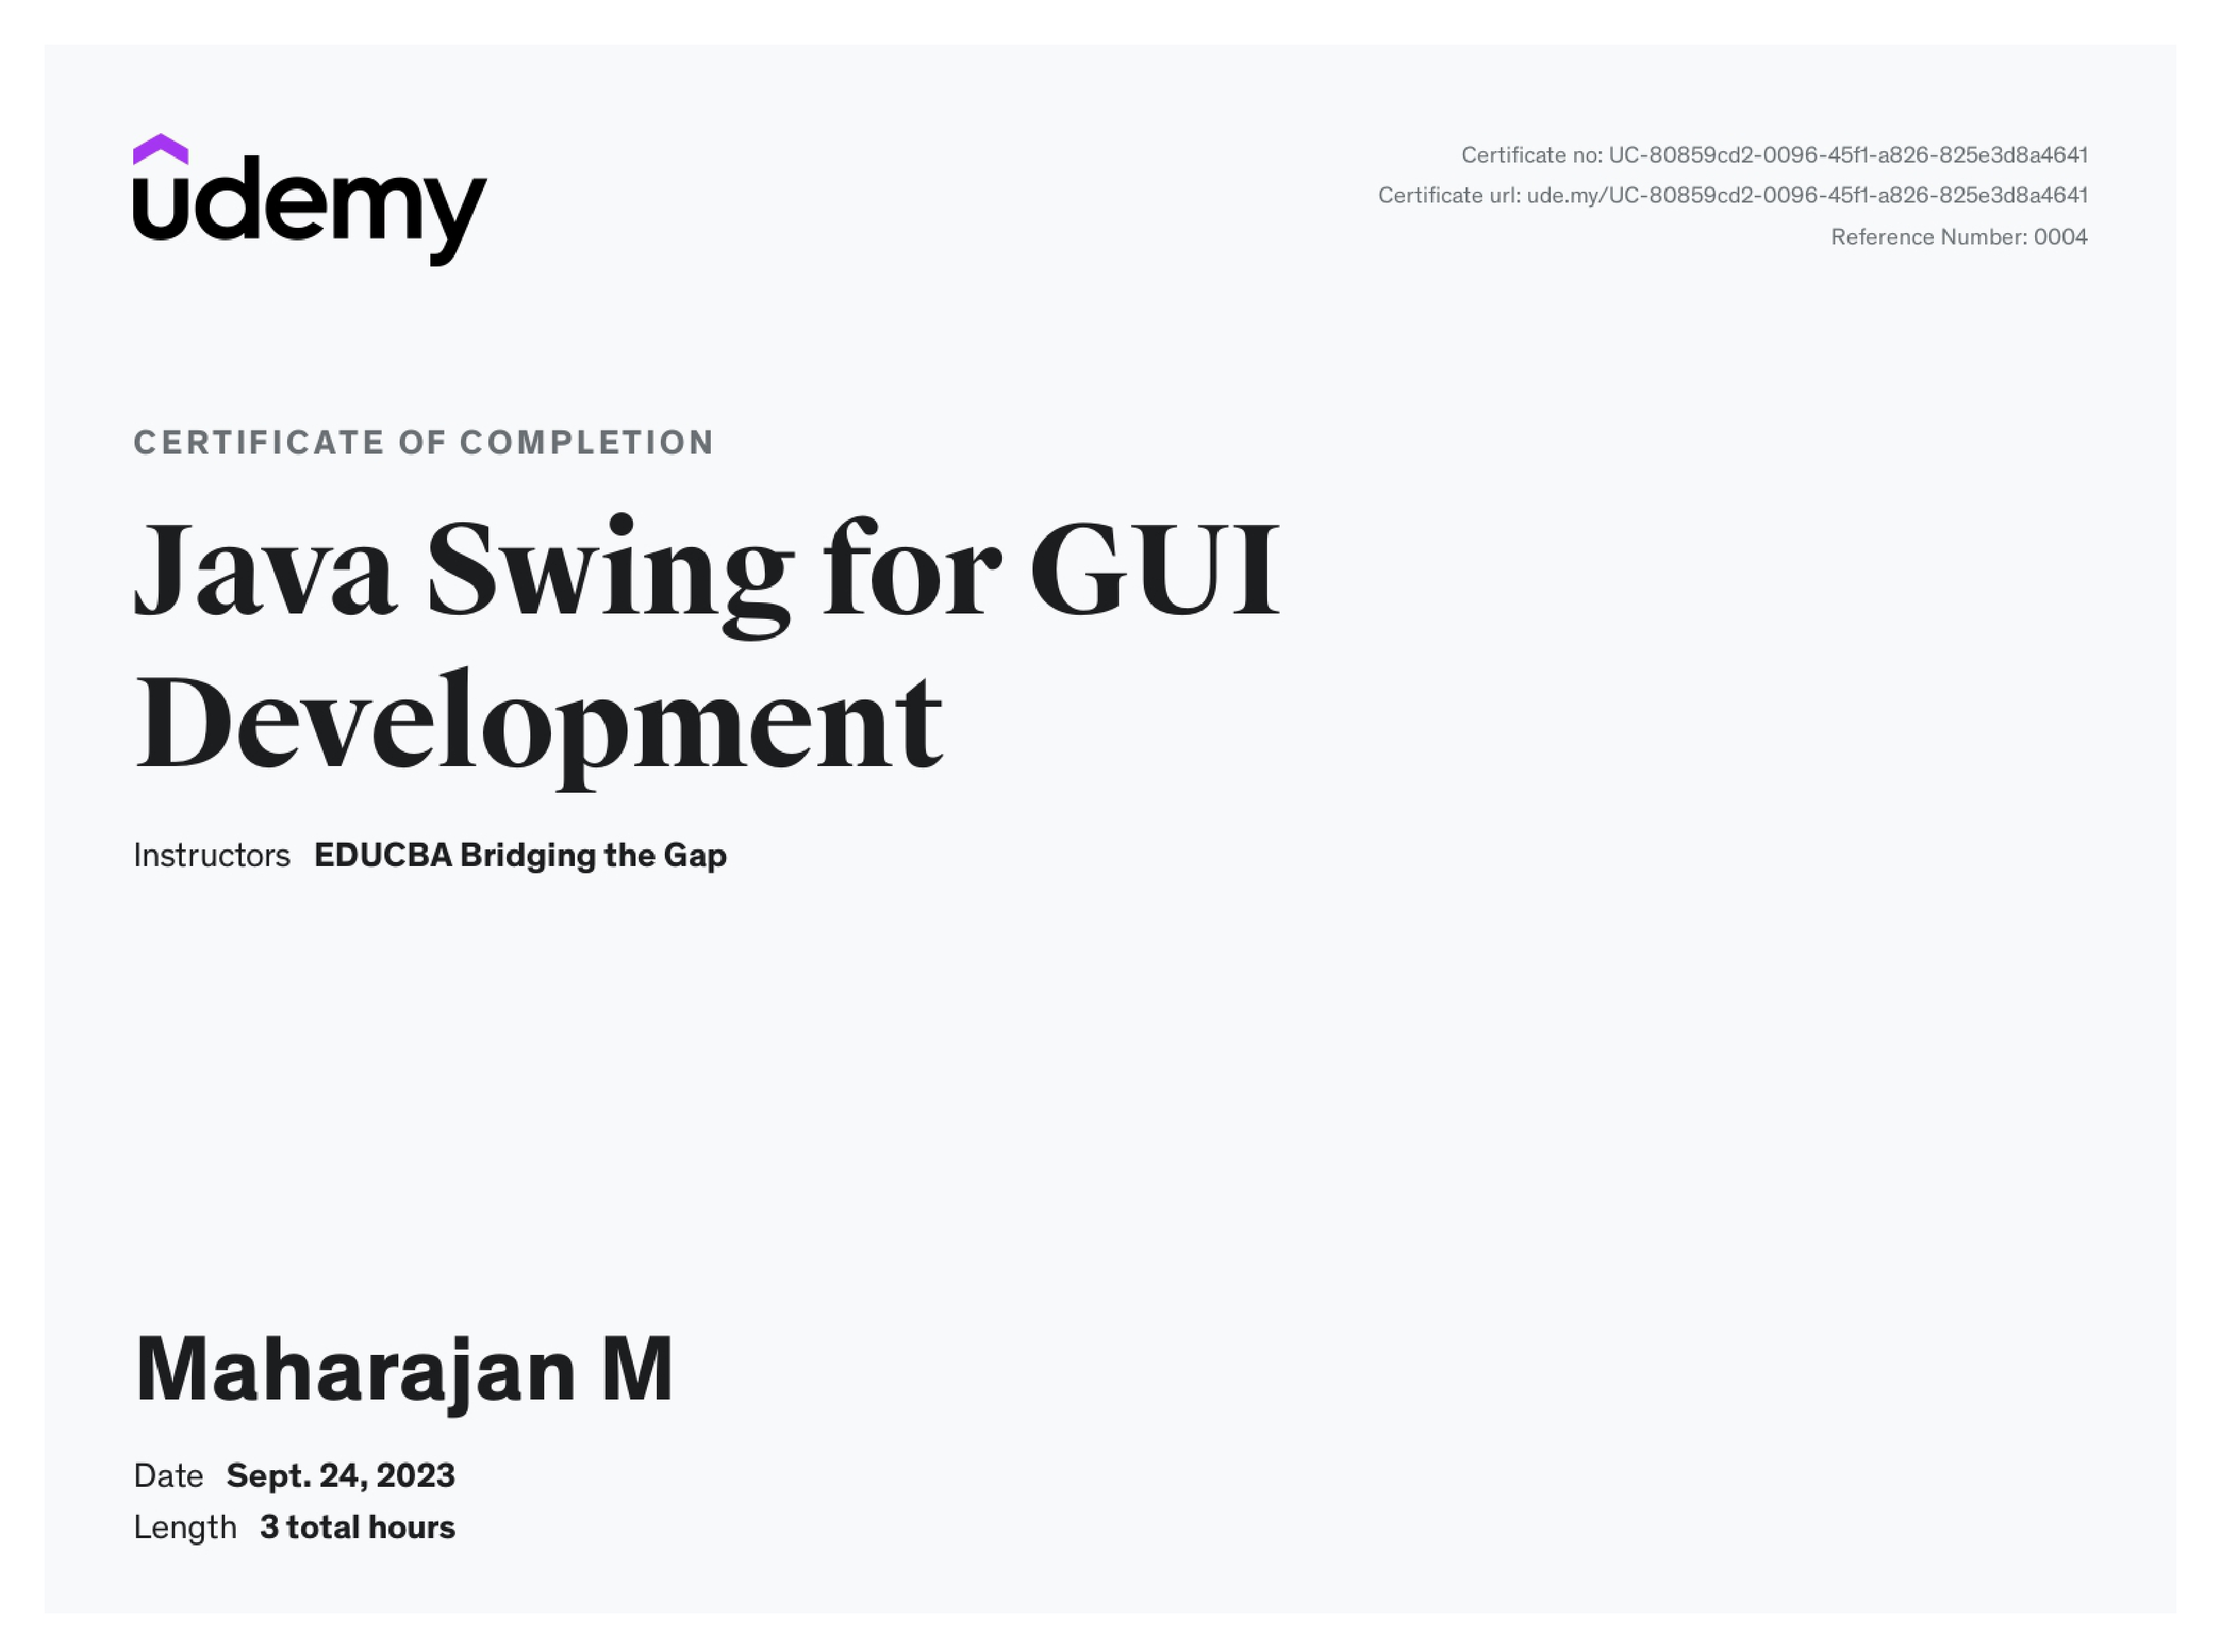 udemy
Certificate no: UC-80859cd2-0096-45f1-a826-825e3d8a4641
Certificate url: ude.my/UC-80859cd2-0096-45f1-a826-825e3d8a4641
Reference Number: 0004
CERTIFICATE OF COMPLETION
Java Swing for GUI
Development
Instructors EDUCBA Bridging the Gap
Maharajan M
Date Sept. 24, 2023
Length 3 total hours